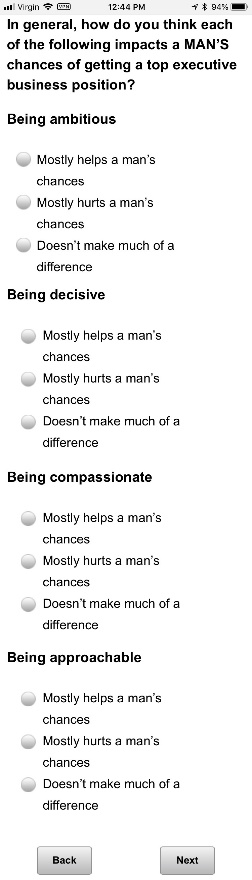 Virgin VPN 12:44 PM 94%
In general, how do you think each
of the following impacts a MAN'S
chances of getting a top executive
business position?
Being ambitious
Mostly helps a man's
chances
Mostly hurts a man's
chances
Doesn't make much of a
difference
Being decisive
Mostly helps a man's
chances
Mostly hurts a man's
chances
Doesn't make much of a
difference
Being compassionate
Mostly helps a man's
chances
Mostly hurts a man's
chances
Doesn't make much of a
difference
Being approachable
Mostly helps a man's
chances
Mostly hurts a man's
chances
Doesn't make much of a
difference
Back Next